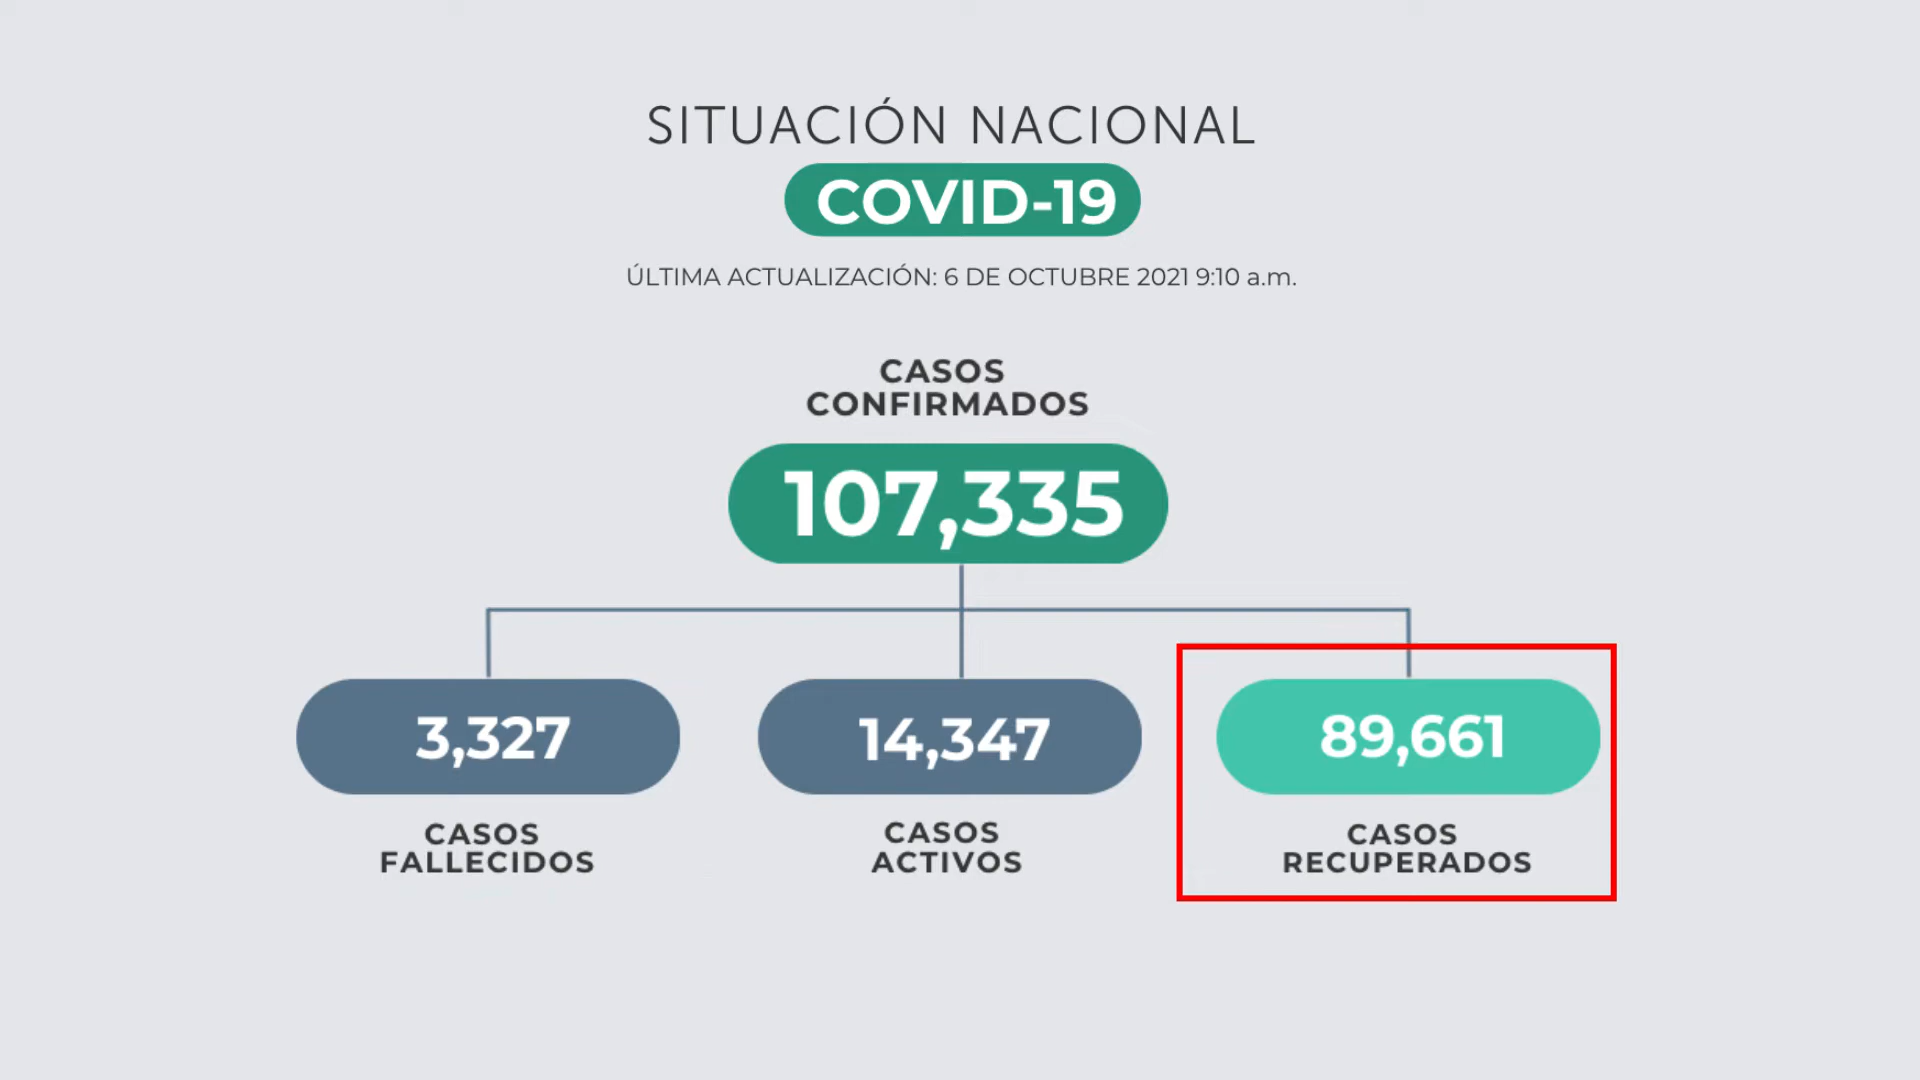 SITUACIÓN NACIONAL
COVID-19
ÚLTIMA ACTUALIZACIÓN: 6 DE OCTUBRE 2021 9:10 a.m.
CASOS
CONFIRMADOS
107,335
3,327
CASOS
FALLECIDOS
14,347
CASOS
ACTIVOS
89,661
CASOS
RECUPERADOS